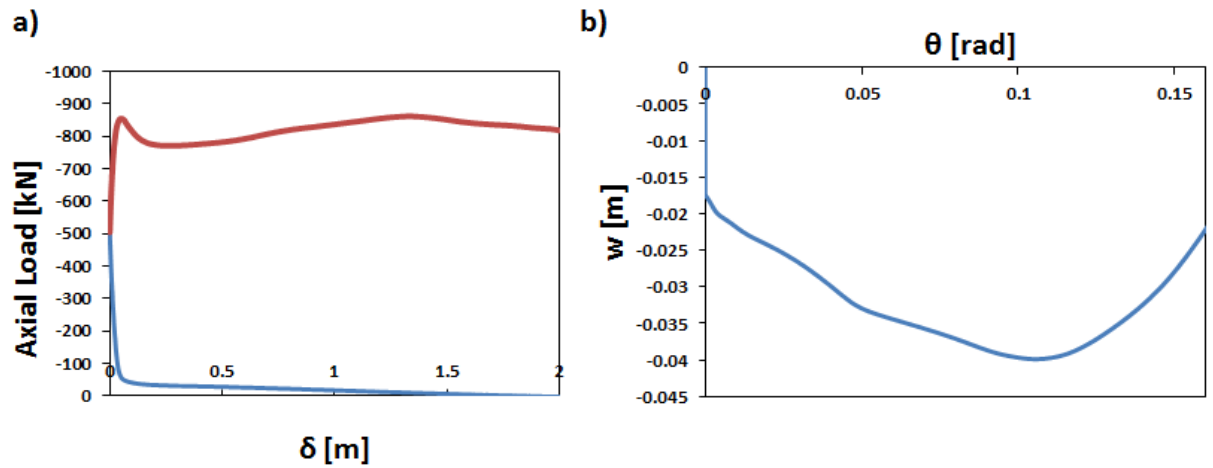 a)
Axial Load [kN]
-1000
-900
-800
-700
-600
-500
-400
-300
-200
-100
0
0 0.5 1 1.5 2
δ [m]
b)
θ [rad]
w [m]
0
-0.005
-0.01
-0.015
-0.02
-0.025
-0.03
-0.035
-0.04
-0.045
0 0.05 0.1 0.15